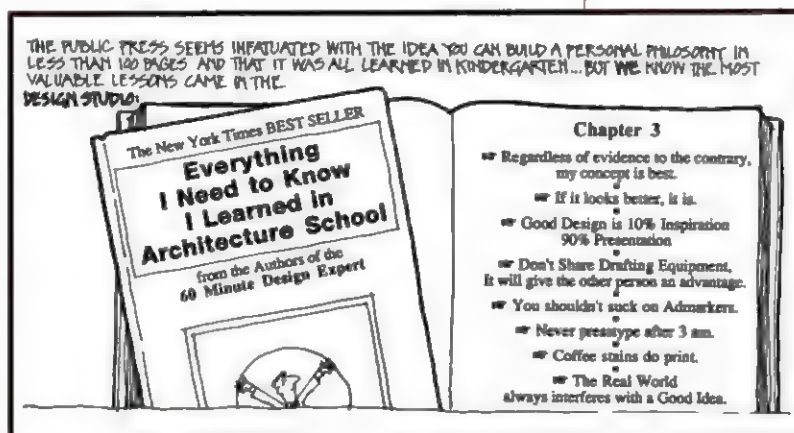 THE PUBLIC PRESS SEEMS INFATUATED WITH THE IDEA YOU CAN BUILD A PERSONAL PHILOSOPHY IN
LESS THAN 100 PAGES AND THAT IT WAS ALL LEARNED IN KINDERGARTEN... BUT WE KNOW THE MOST
VALUABLE LESSONS CAME IN THE
DESIGN STUDIO:
The New York Times BEST SELLER
Everything
I Need to Know
I Learned in
Architecture School
from the Authors of the
60 Minute Design Expert
Chapter 3
☛ Regardless of evidence to the contrary,
my concept is best.
☛ If it looks better, it is.
☛ Good Design is 10% Inspiration
90% Presentation
☛ Don't Share Drafting Equipment,
It will give the other person an advantage.
☛ You shouldn't suck on Admarkers.
☛ Never presstype after 3 am.
☛ Coffee stains do print.
☛ The Real World
always interferes with a Good Idea.